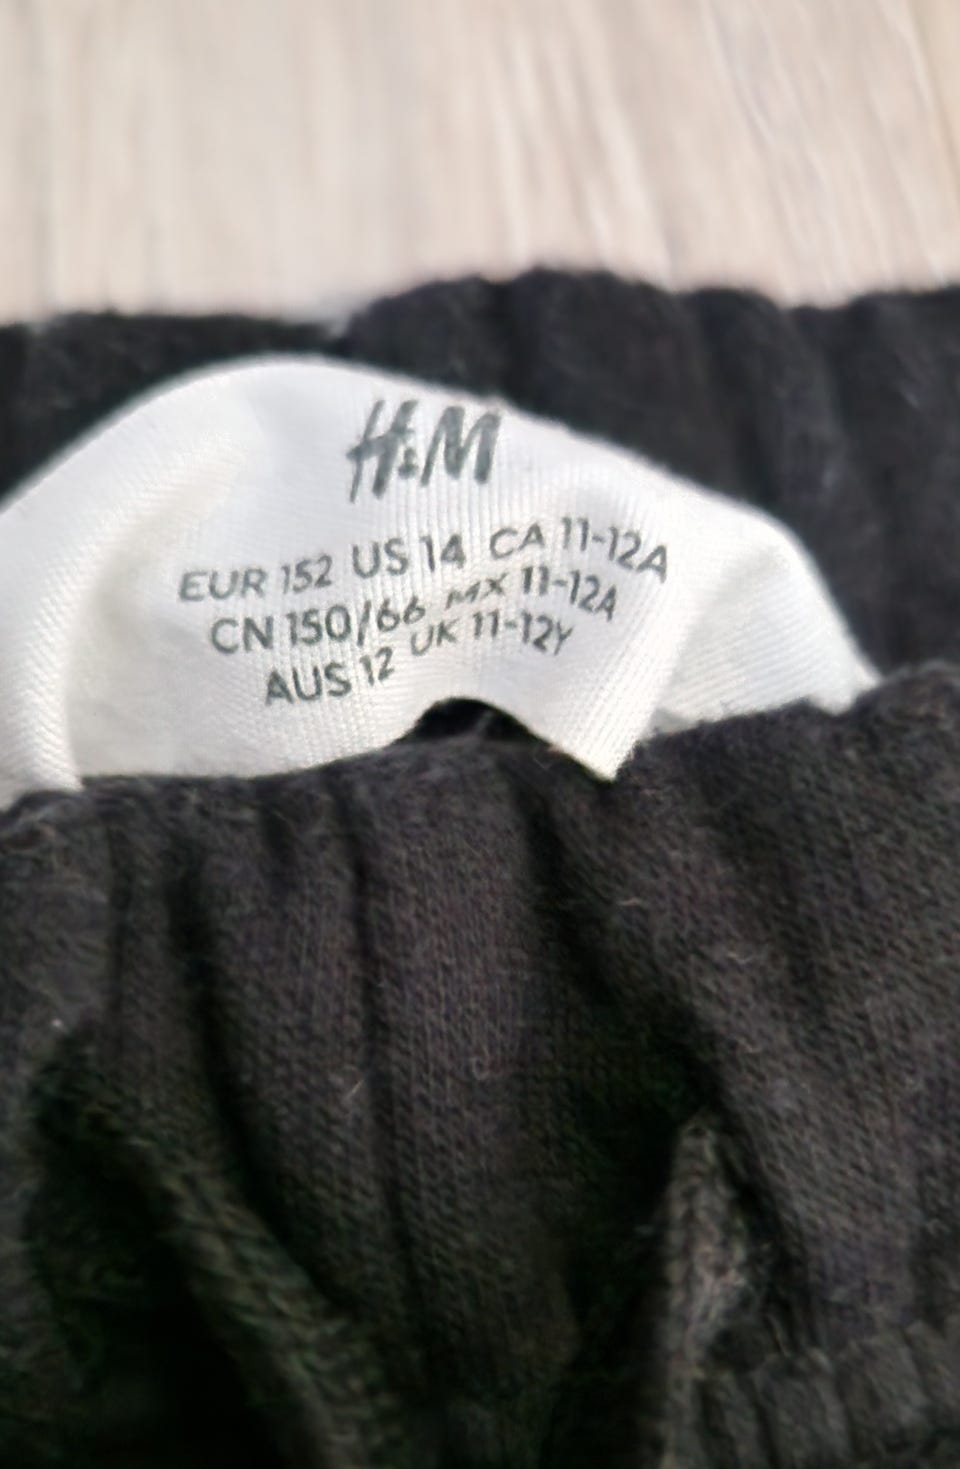 H&M
EUR 152 US 14 CA 11-12A
CN 150/66 MX 11-12A
AUS 12 UK 11-12Y